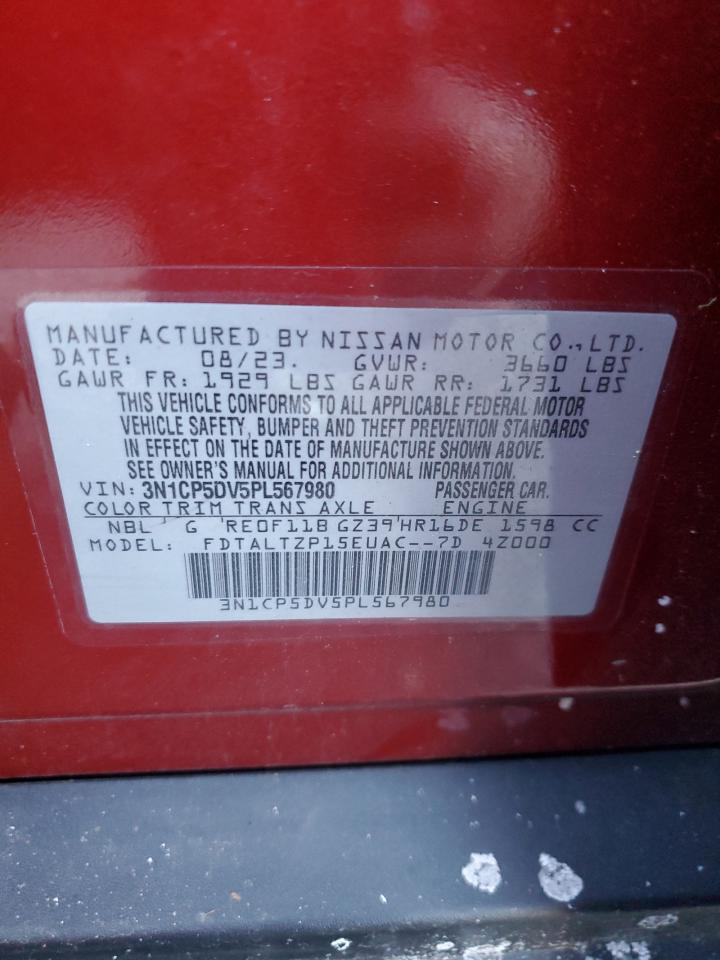 MANUFACTURED BY NISSAN MOTOR CO., LTD.
DATE: 08/23. GVWR: 3660 LBS
GAWR FR: 1929 LBS GAWR RR: 1731 LBS
THIS VEHICLE CONFORMS TO ALL APPLICABLE FEDERAL MOTOR
VEHICLE SAFETY, BUMPER AND THEFT PREVENTION STANDARDS
IN EFFECT ON THE DATE OF MANUFACTURE SHOWN ABOVE.
SEE OWNER'S MANUAL FOR ADDITIONAL INFORMATION.
VIN: 3N1CP5DV5PL567980 PASSENGER CAR.
COLOR TRIM TRANS AXLE ENGINE
NBL G RE0F11B GZ39 HR16DE 1598 CC
MODEL: FDTALTZP15EUAC--7D 4Z000
3N1CP5DV5PL567980